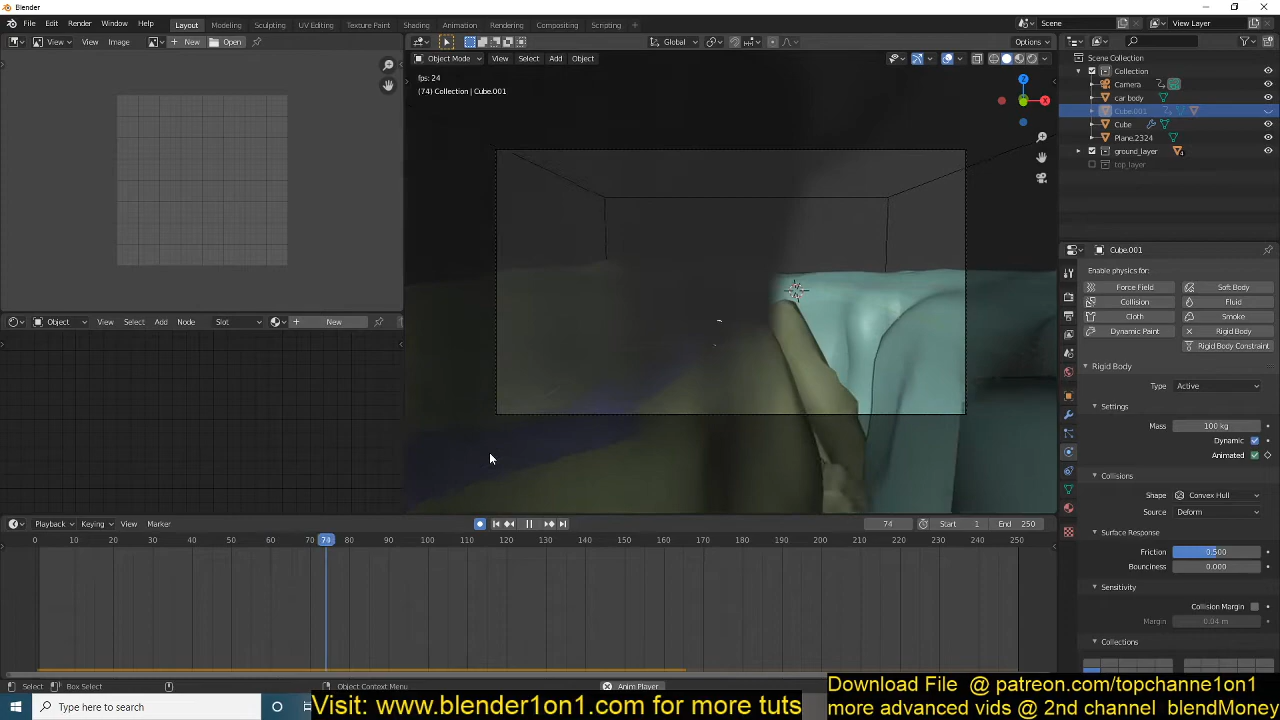 Blender
File Edit Render Window Help Layout Modeling Sculpting UV Editing Texture Paint Shading Animation Rendering Compositing Scripting + Scene View Layer
View View Image New Open Global Options
Object Mode View Select Add Object
fps: 24
(74) Collection | Cube.001
Z
X
Scene Collection
Collection
Camera
car body
Cube.001
Cube
Plane.2324
ground_layer
top_layer
Cube.001
Enable physics for:
Force Field Soft Body
Collision Fluid
Cloth Smoke
Dynamic Paint Rigid Body
Rigid Body Constraint
Rigid Body
Type Active
Settings
Mass 100 kg
Dynamic
Animated
Collisions
Shape Convex Hull
Source Deform
Surface Response
Friction 0.500
Bounciness 0.000
Sensitivity
Collision Margin
Margin 0.04 m
Collections
Object View Select Add Node Slot New
Playback Keying View Marker 74 Start 1 End 250
0 10 20 30 40 50 60 70 74 80 90 100 110 120 130 140 150 160 170 180 190 200 210 220 230 240 250
Select Box Select Object Context Menu Anim Player
Type here to search
Visit: www.blender1on1.com for more tuts
Download File @ patreon.com/topchanne1on1
more advanced vids @ 2nd channel blendMoney